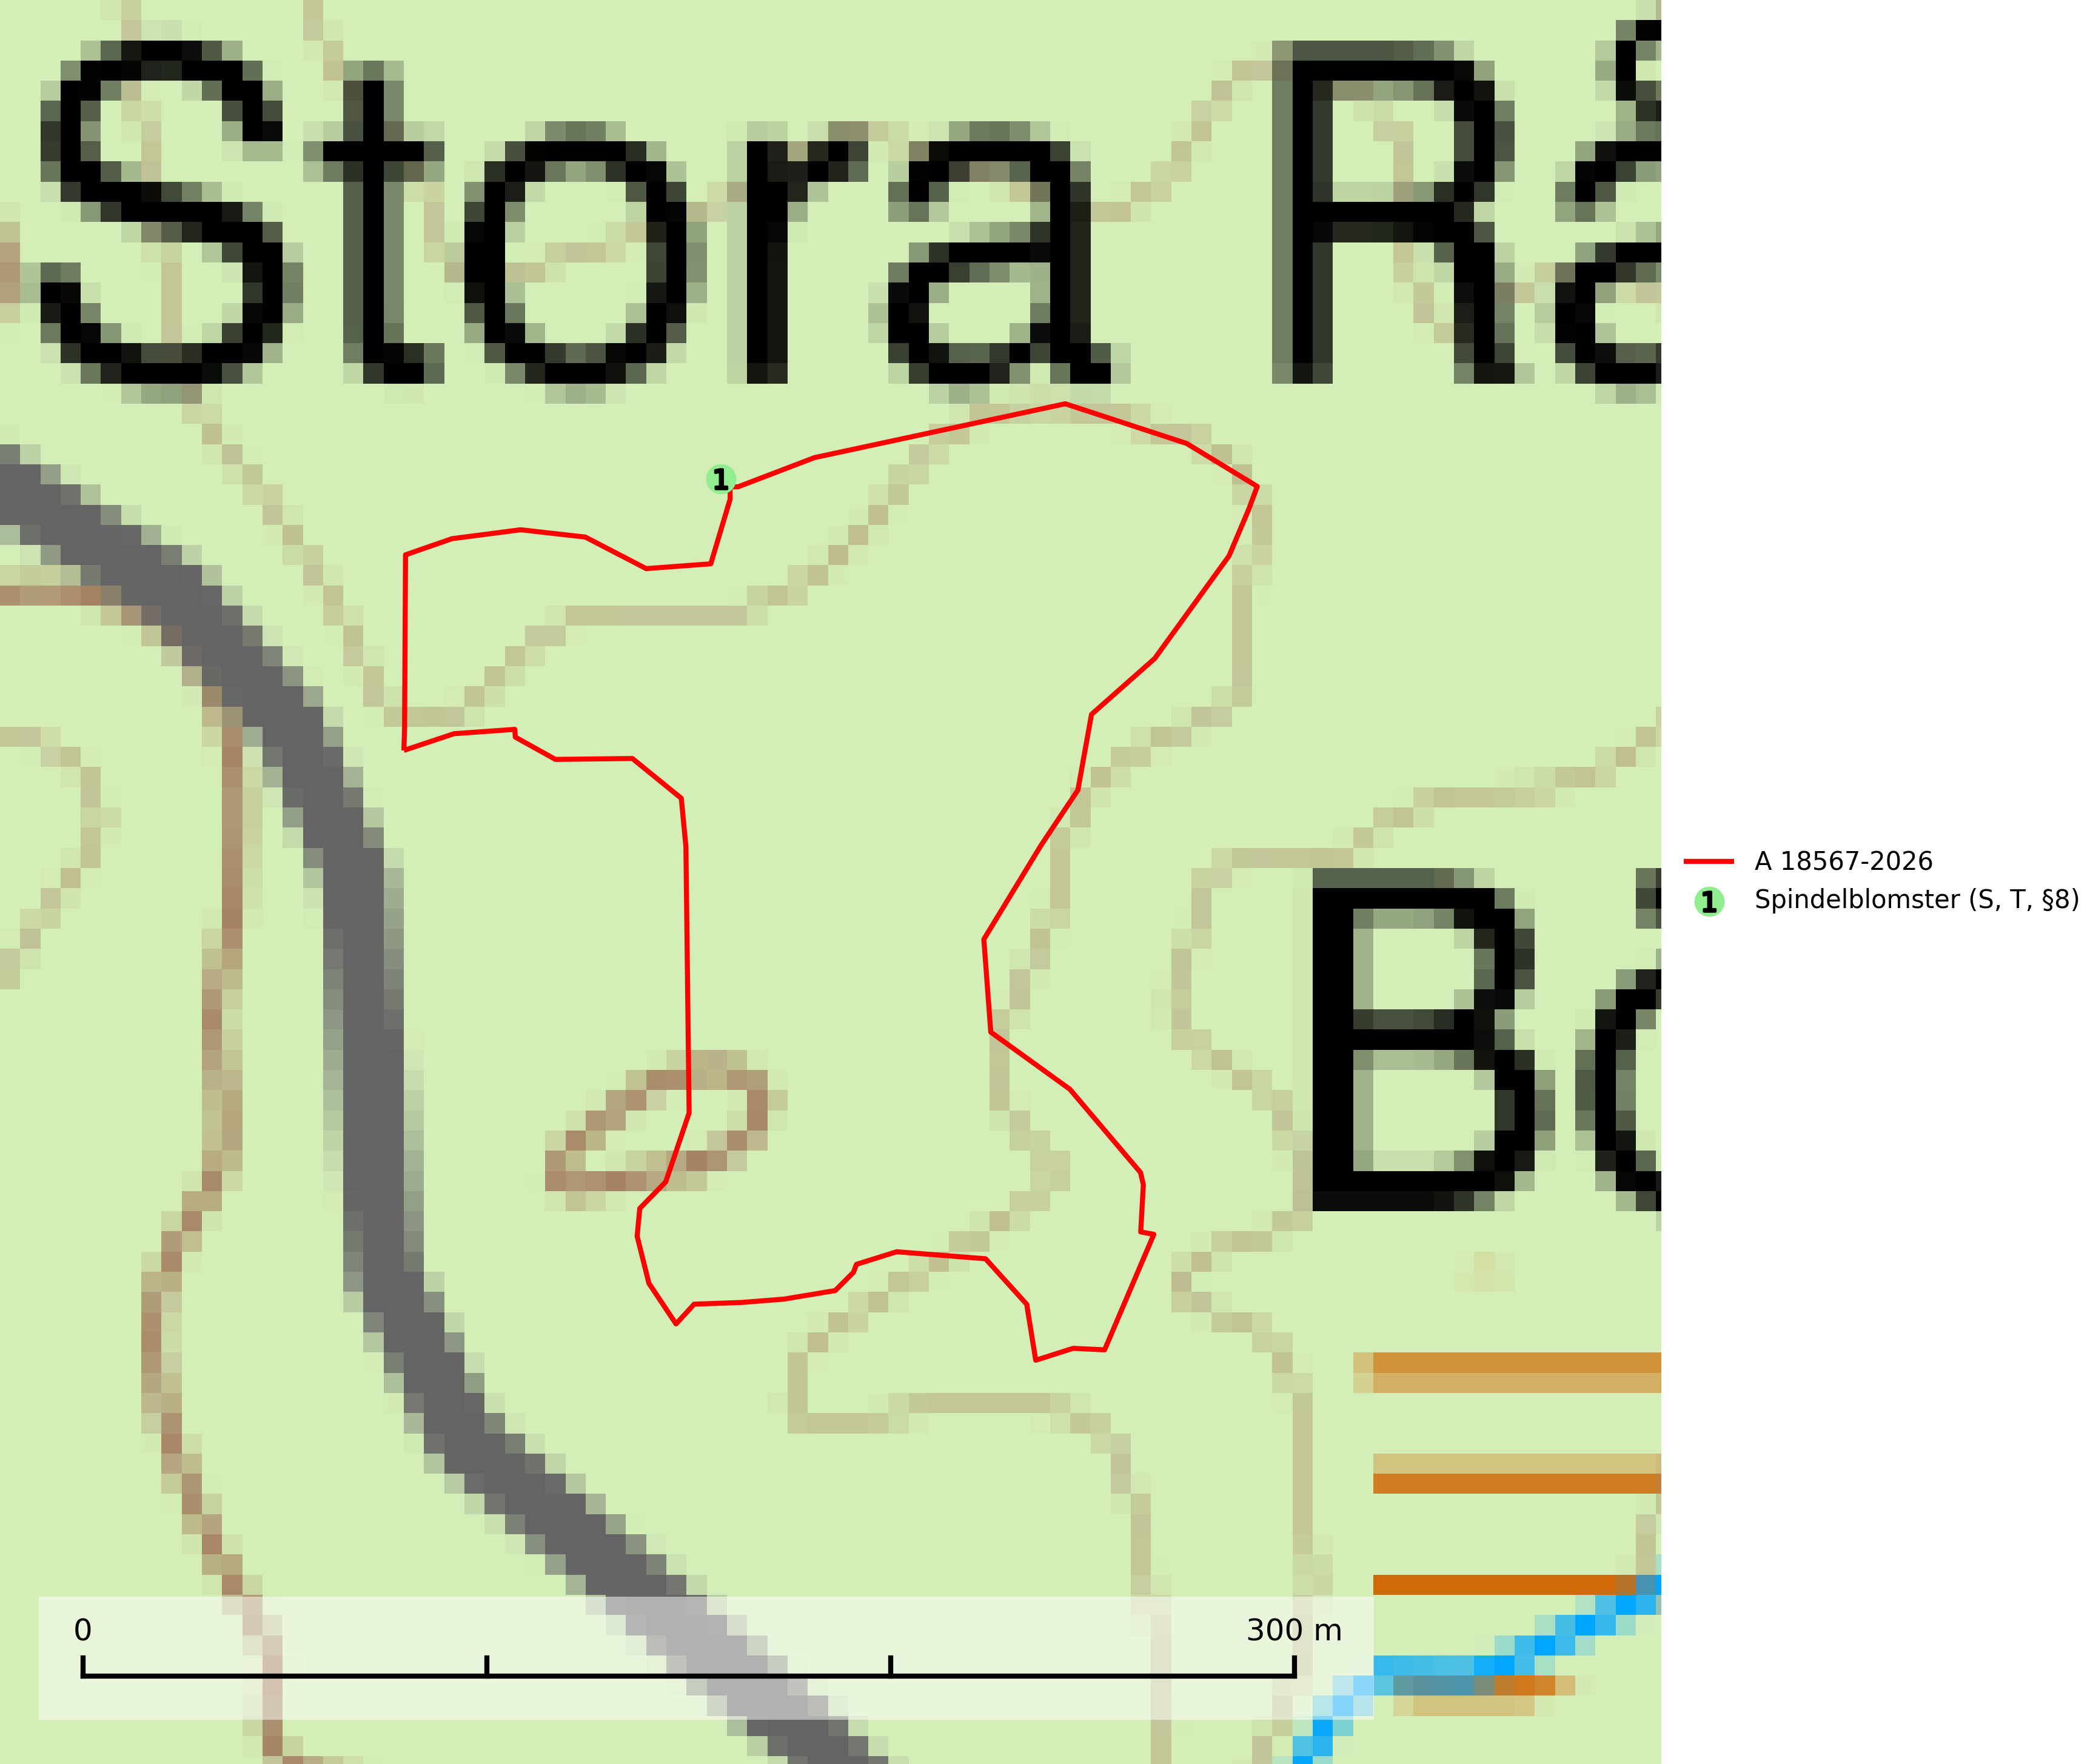 Stora
1
A 18567-2026
1 Spindelblomster (S, T, §8)
0 300 m